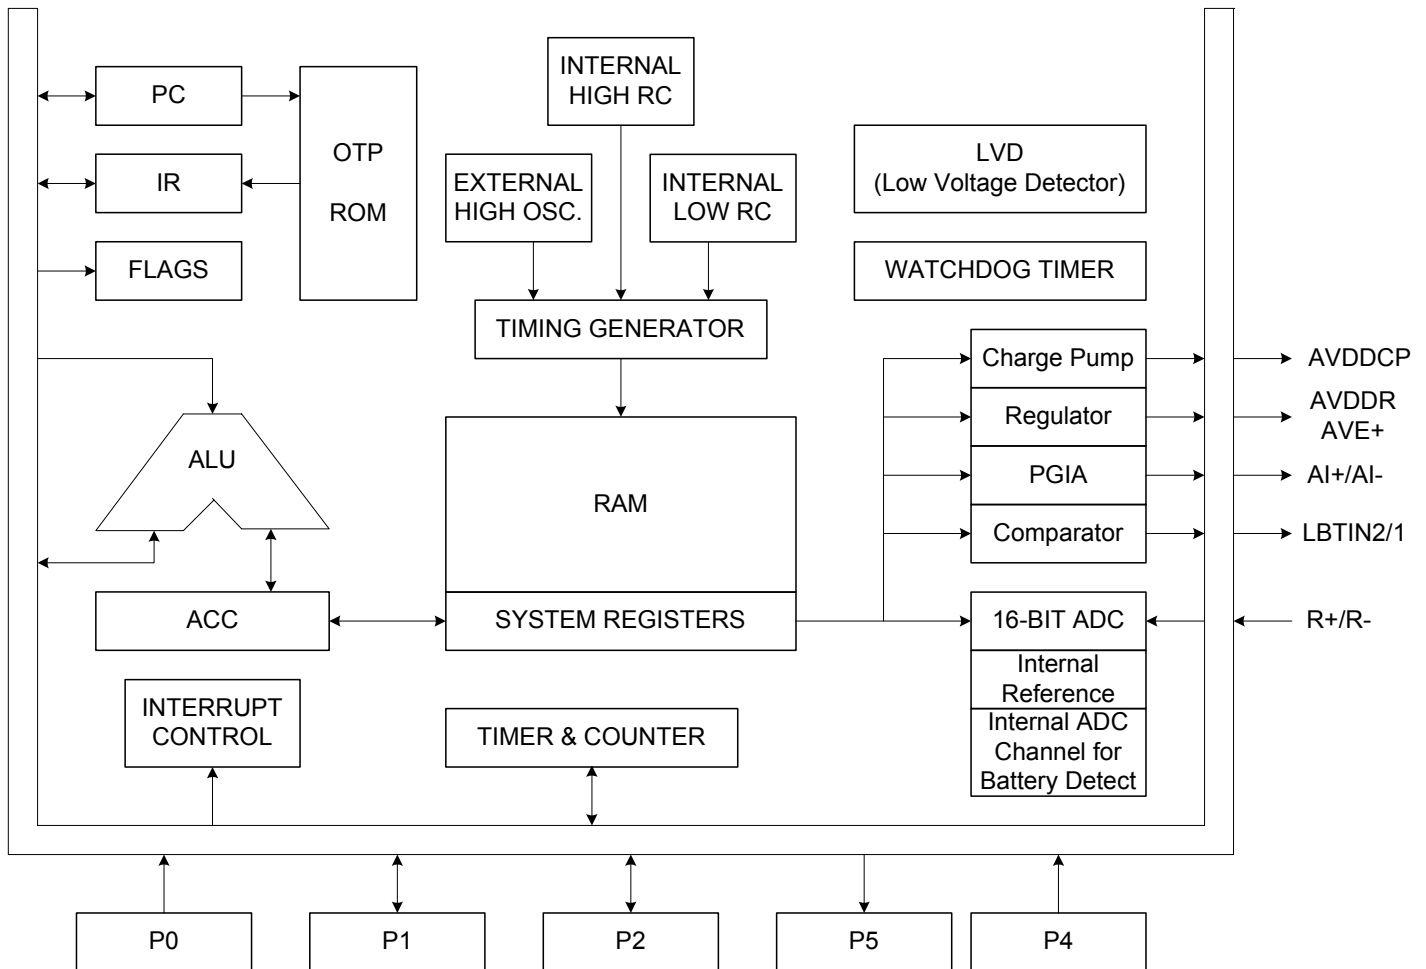 PC
IR
FLAGS
OTP
ROM
INTERNAL
HIGH RC
EXTERNAL
HIGH OSC.
INTERNAL
LOW RC
TIMING GENERATOR
LVD
(Low Voltage Detector)
WATCHDOG TIMER
ALU
ACC
RAM
SYSTEM REGISTERS
Charge Pump
Regulator
PGIA
Comparator
16-BIT ADC
Internal
Reference
Internal ADC
Channel for
Battery Detect
AVDDCP
AVDDR
AVE+
AI+/AI-
LBTIN2/1
R+/R-
INTERRUPT
CONTROL
TIMER & COUNTER
P0
P1
P2
P5
P4